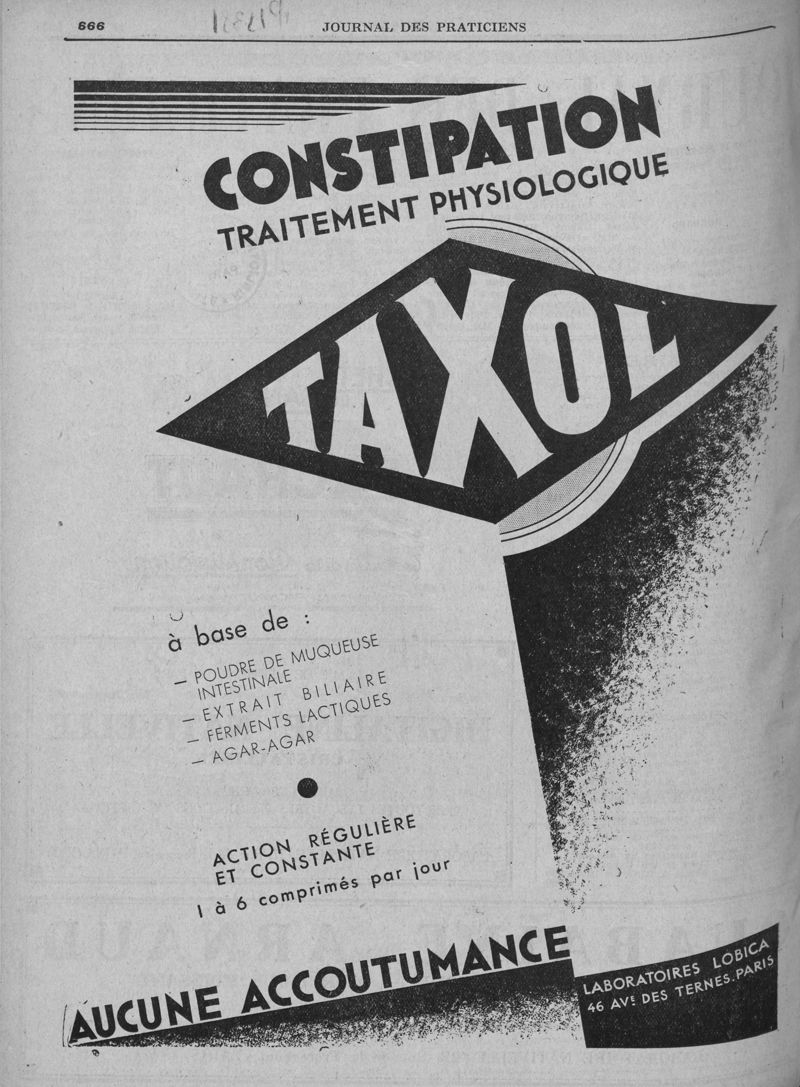 666
JOURNAL DES PRATICIENS
CONSTIPATION
TRAITEMENT PHYSIOLOGIQUE
TAXOL
à base de :
— POUDRE DE MUQUEUSE
INTESTINALE
— EXTRAIT BILIAIRE
— FERMENTS LACTIQUES
— AGAR-AGAR
ACTION RÉGULIÈRE
ET CONSTANTE
1 à 6 comprimés par jour
AUCUNE ACCOUTUMANCE
LABORATOIRES LOBICA
46 AVE DES TERNES. PARIS